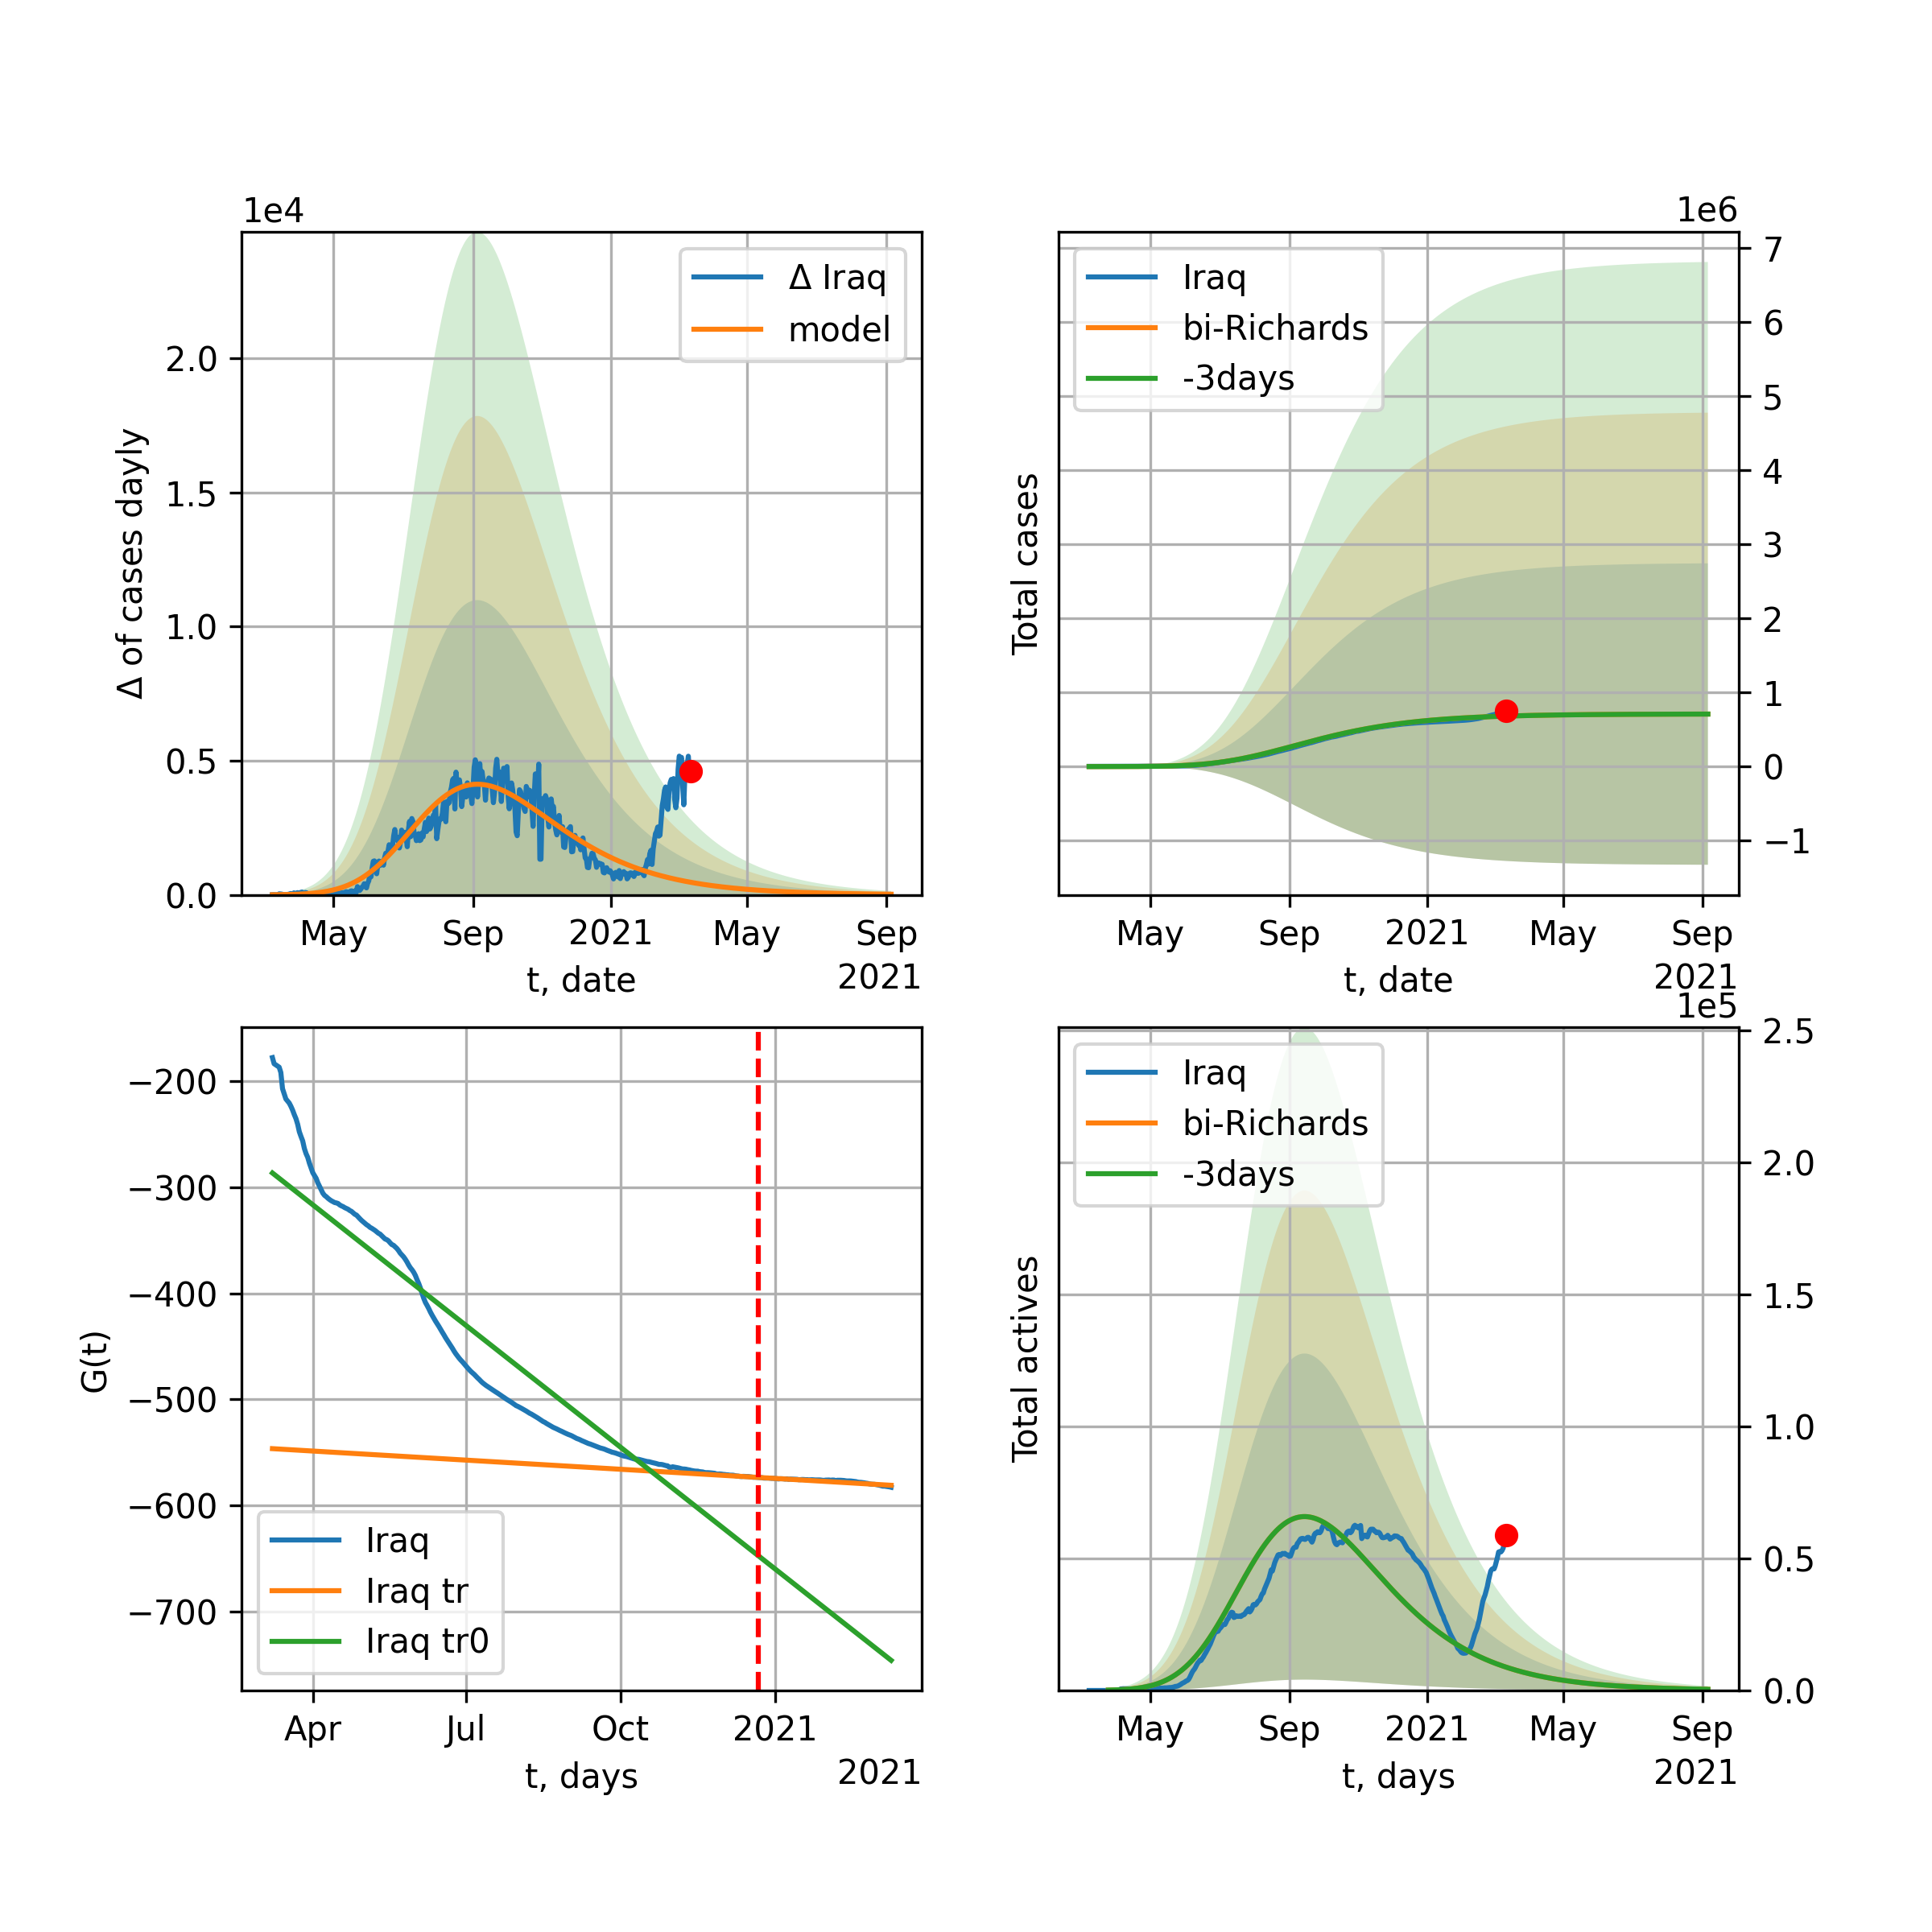 1e4
Δ of cases dayly
2.0
1.5
1.0
0.5
0.0
Δ Iraq
model
May Sep 2021 May Sep
t, date
2021
1e6
Total cases
Iraq
bi-Richards
-3days
7
6
5
4
3
2
1
0
−1
May Sep 2021 May Sep
t, date
2021
G(t)
−200
−300
−400
−500
−600
−700
Iraq
Iraq tr
Iraq tr0
Apr Jul Oct 2021
t, days
2021
1e5
Total actives
Iraq
bi-Richards
-3days
2.5
2.0
1.5
1.0
0.5
0.0
May Sep 2021 May Sep
t, days
2021